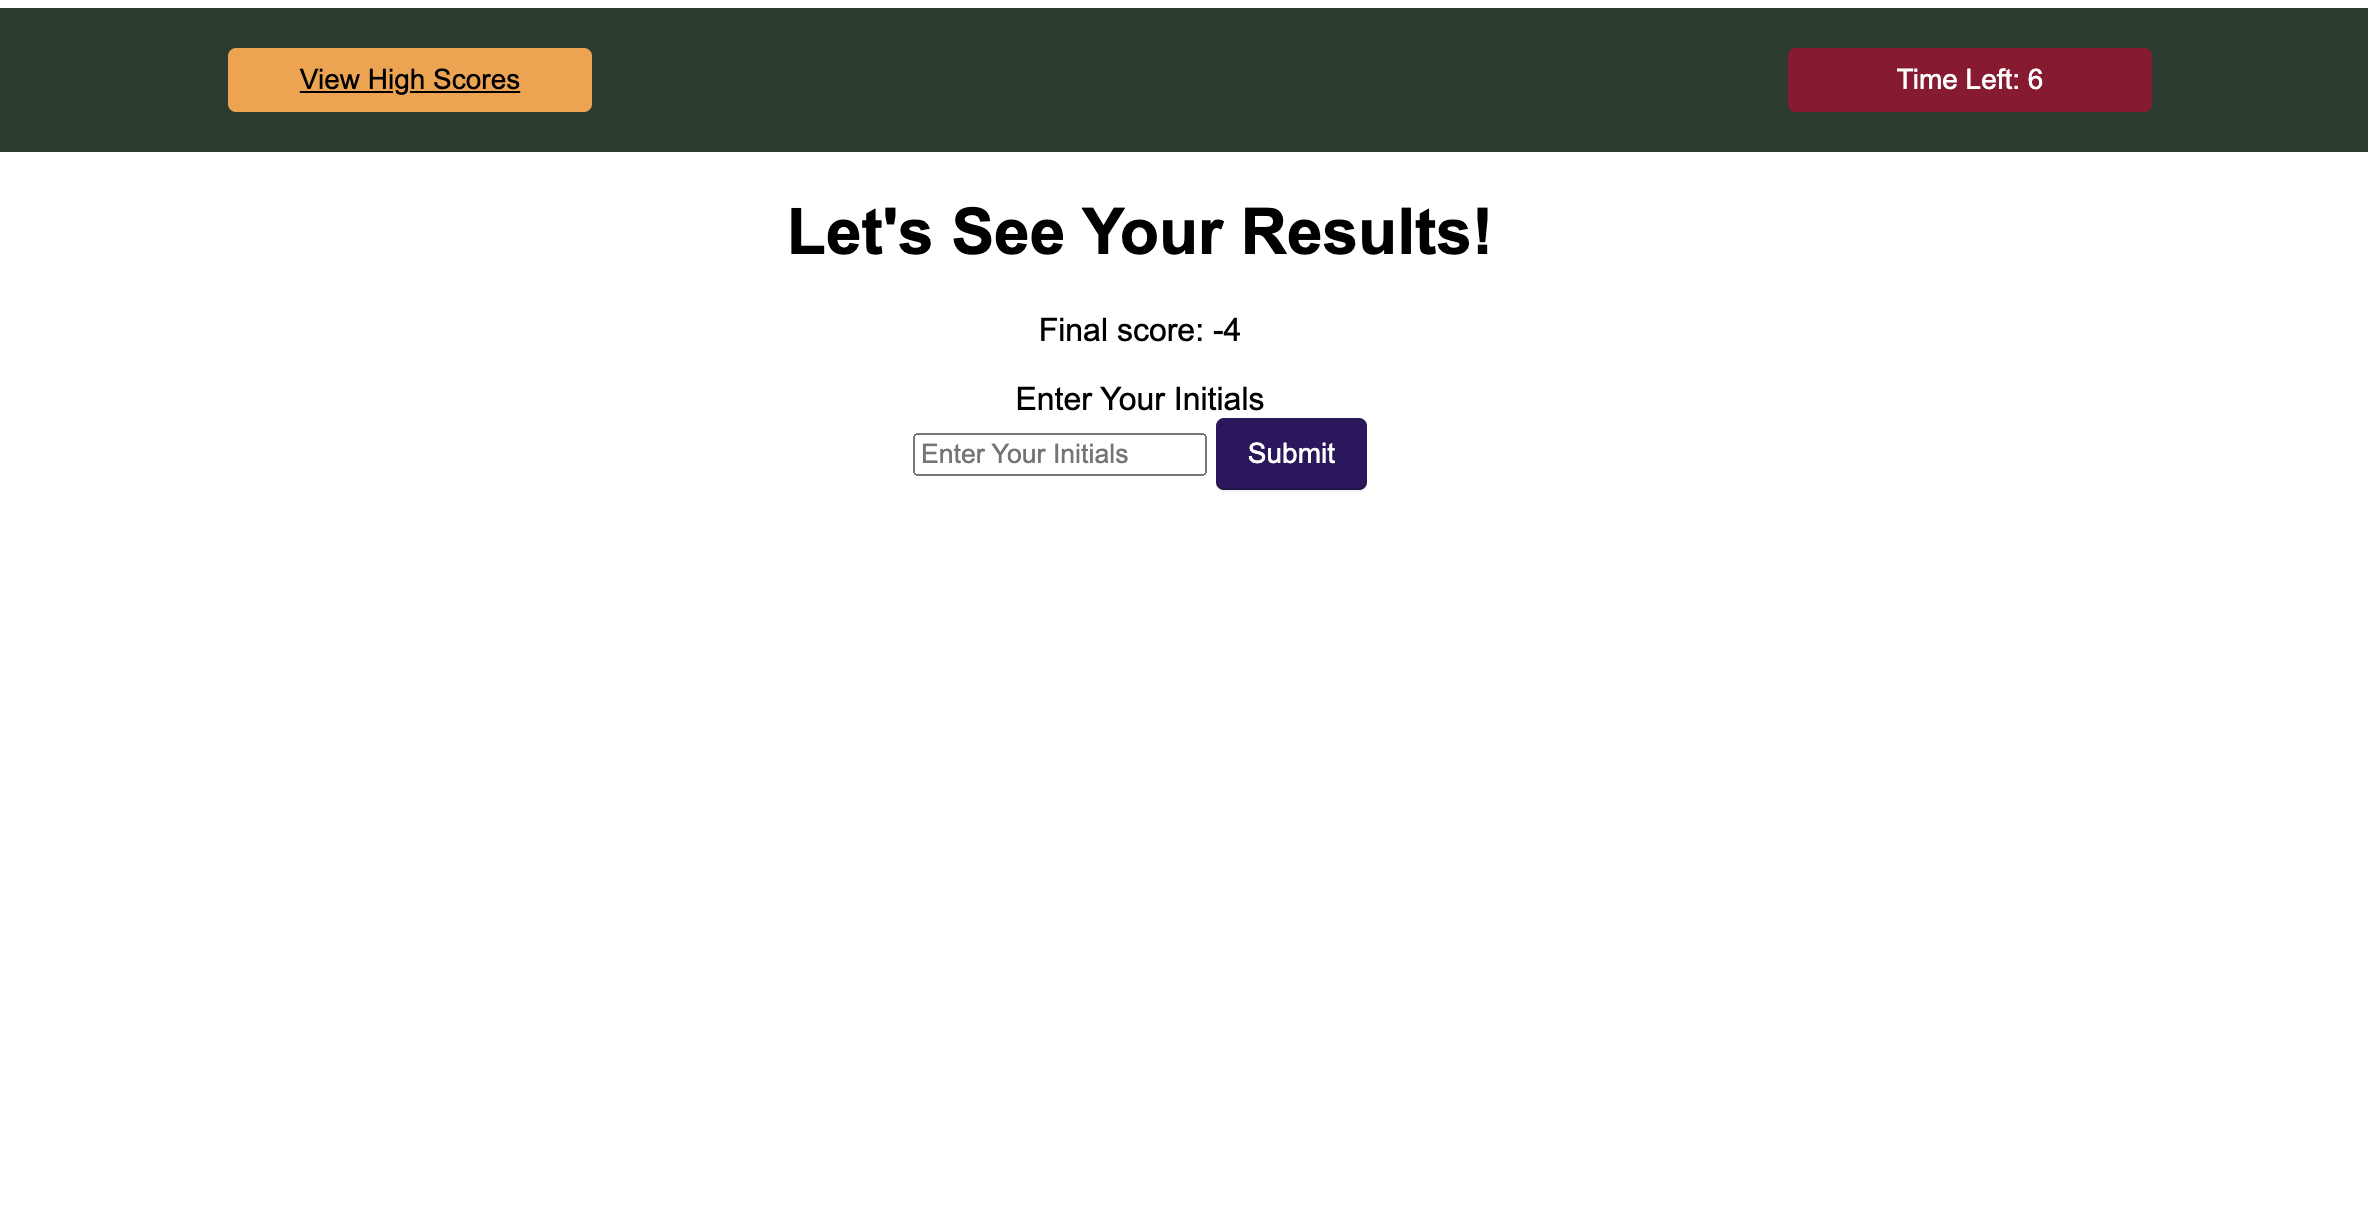 View High Scores
Time Left: 6
Let's See Your Results!
Final score: -4
Enter Your Initials
Enter Your Initials
Submit